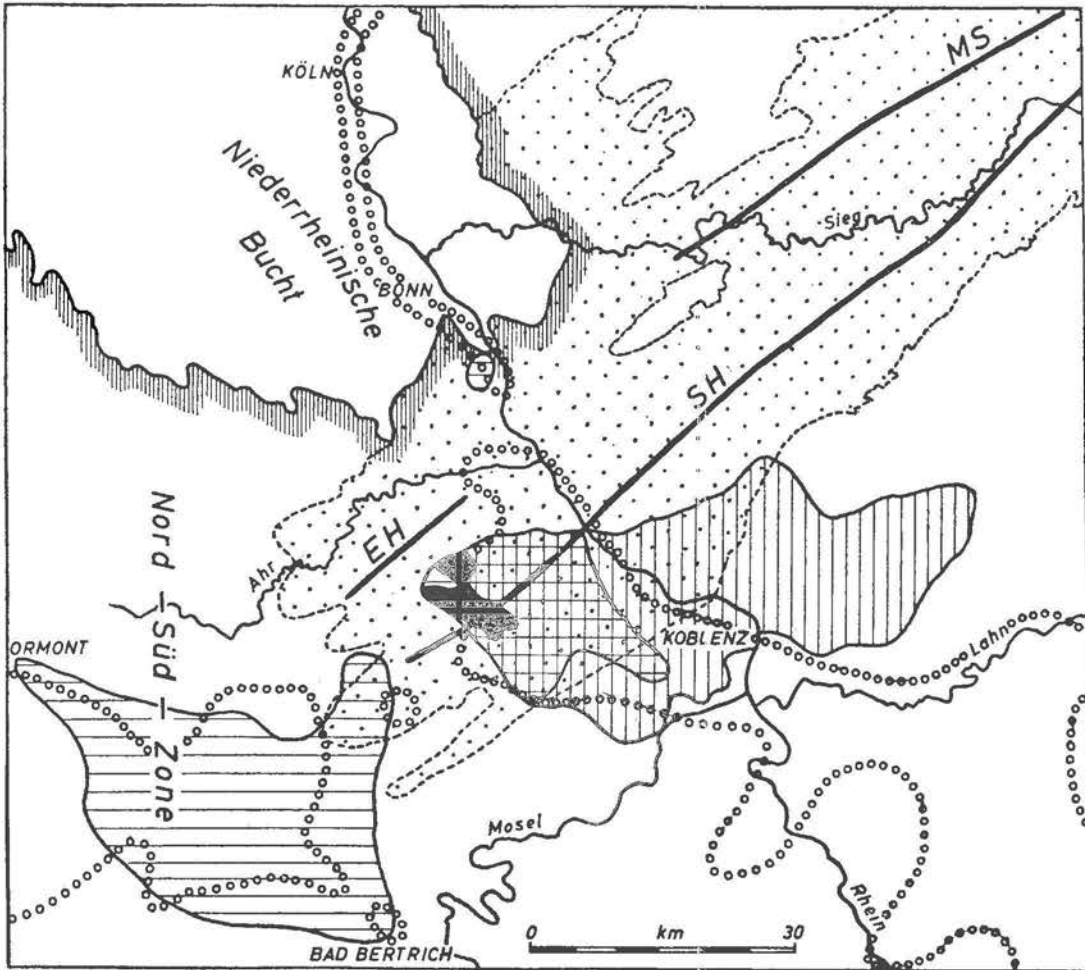 KÖLN
MS
Niederrheinische
Bucht
Sieg
BONN
SH
Nord - Süd - Zone
EH
Ahr
ORMONT
KOBLENZ
Lahn
Mosel
Rhein
0 km 30
BAD BERTRICH